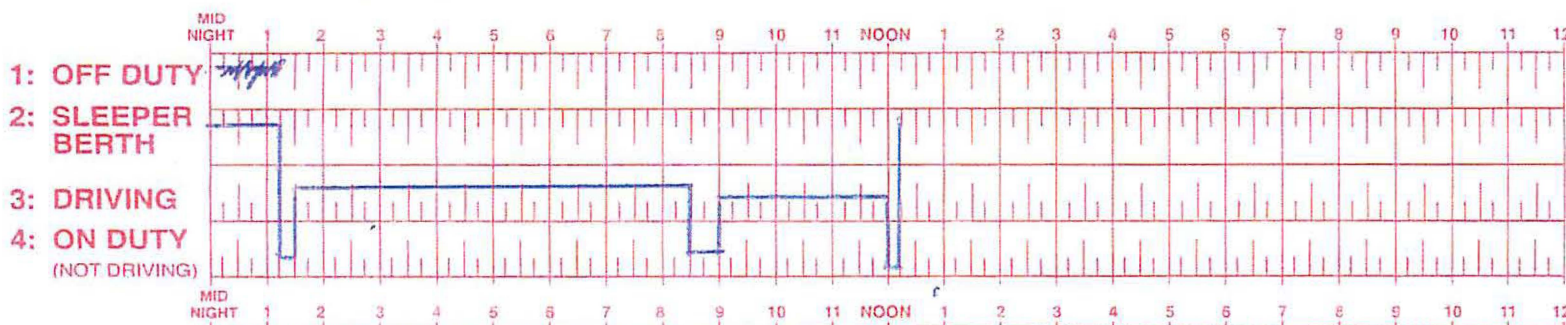 MID NIGHT 1 2 3 4 5 6 7 8 9 10 11 NOON 1 2 3 4 5 6 7 8 9 10 11 12
1: OFF DUTY
2: SLEEPER BERTH
3: DRIVING
4: ON DUTY
(NOT DRIVING)
MID NIGHT 1 2 3 4 5 6 7 8 9 10 11 NOON 1 2 3 4 5 6 7 8 9 10 11 12